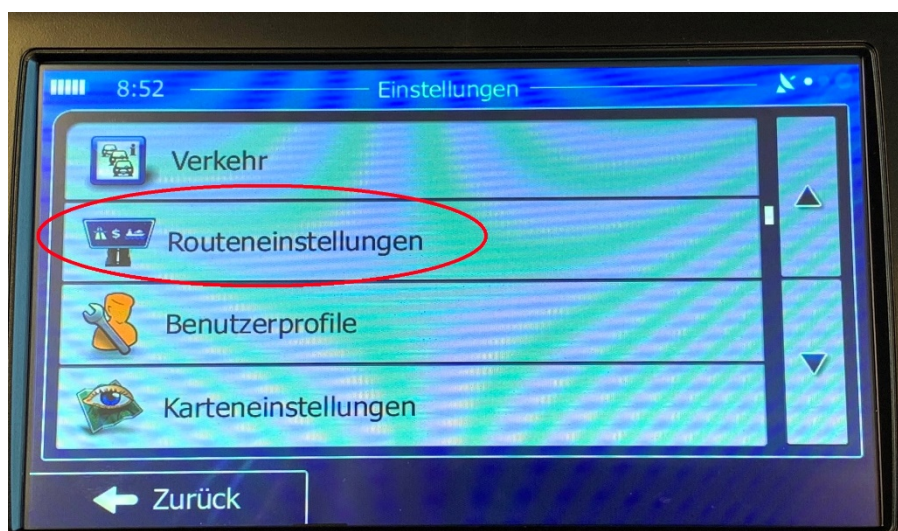 8:52 Einstellungen
Verkehr
Routeneinstellungen
Benutzerprofile
Karteneinstellungen
Zurück